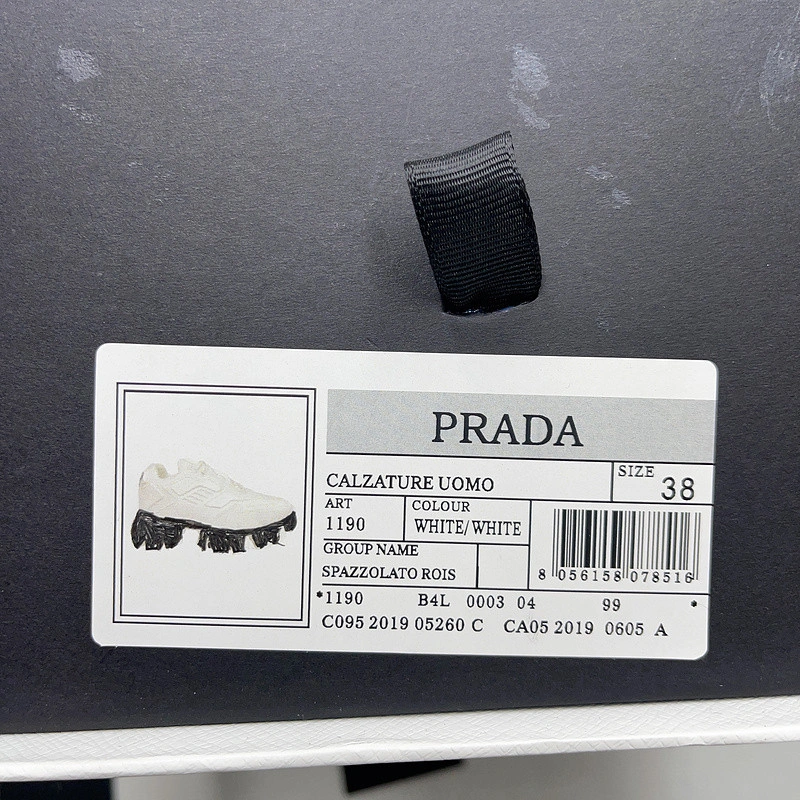 PRADA
CALZATURE UOMO
SIZE 38
ART
1190
COLOUR
WHITE/WHITE
GROUP NAME
SPAZZOLATO ROIS
8 056158 078516
*1190 B4L 0003 04 99 *
C095 2019 05260 C CA05 2019 0605 A